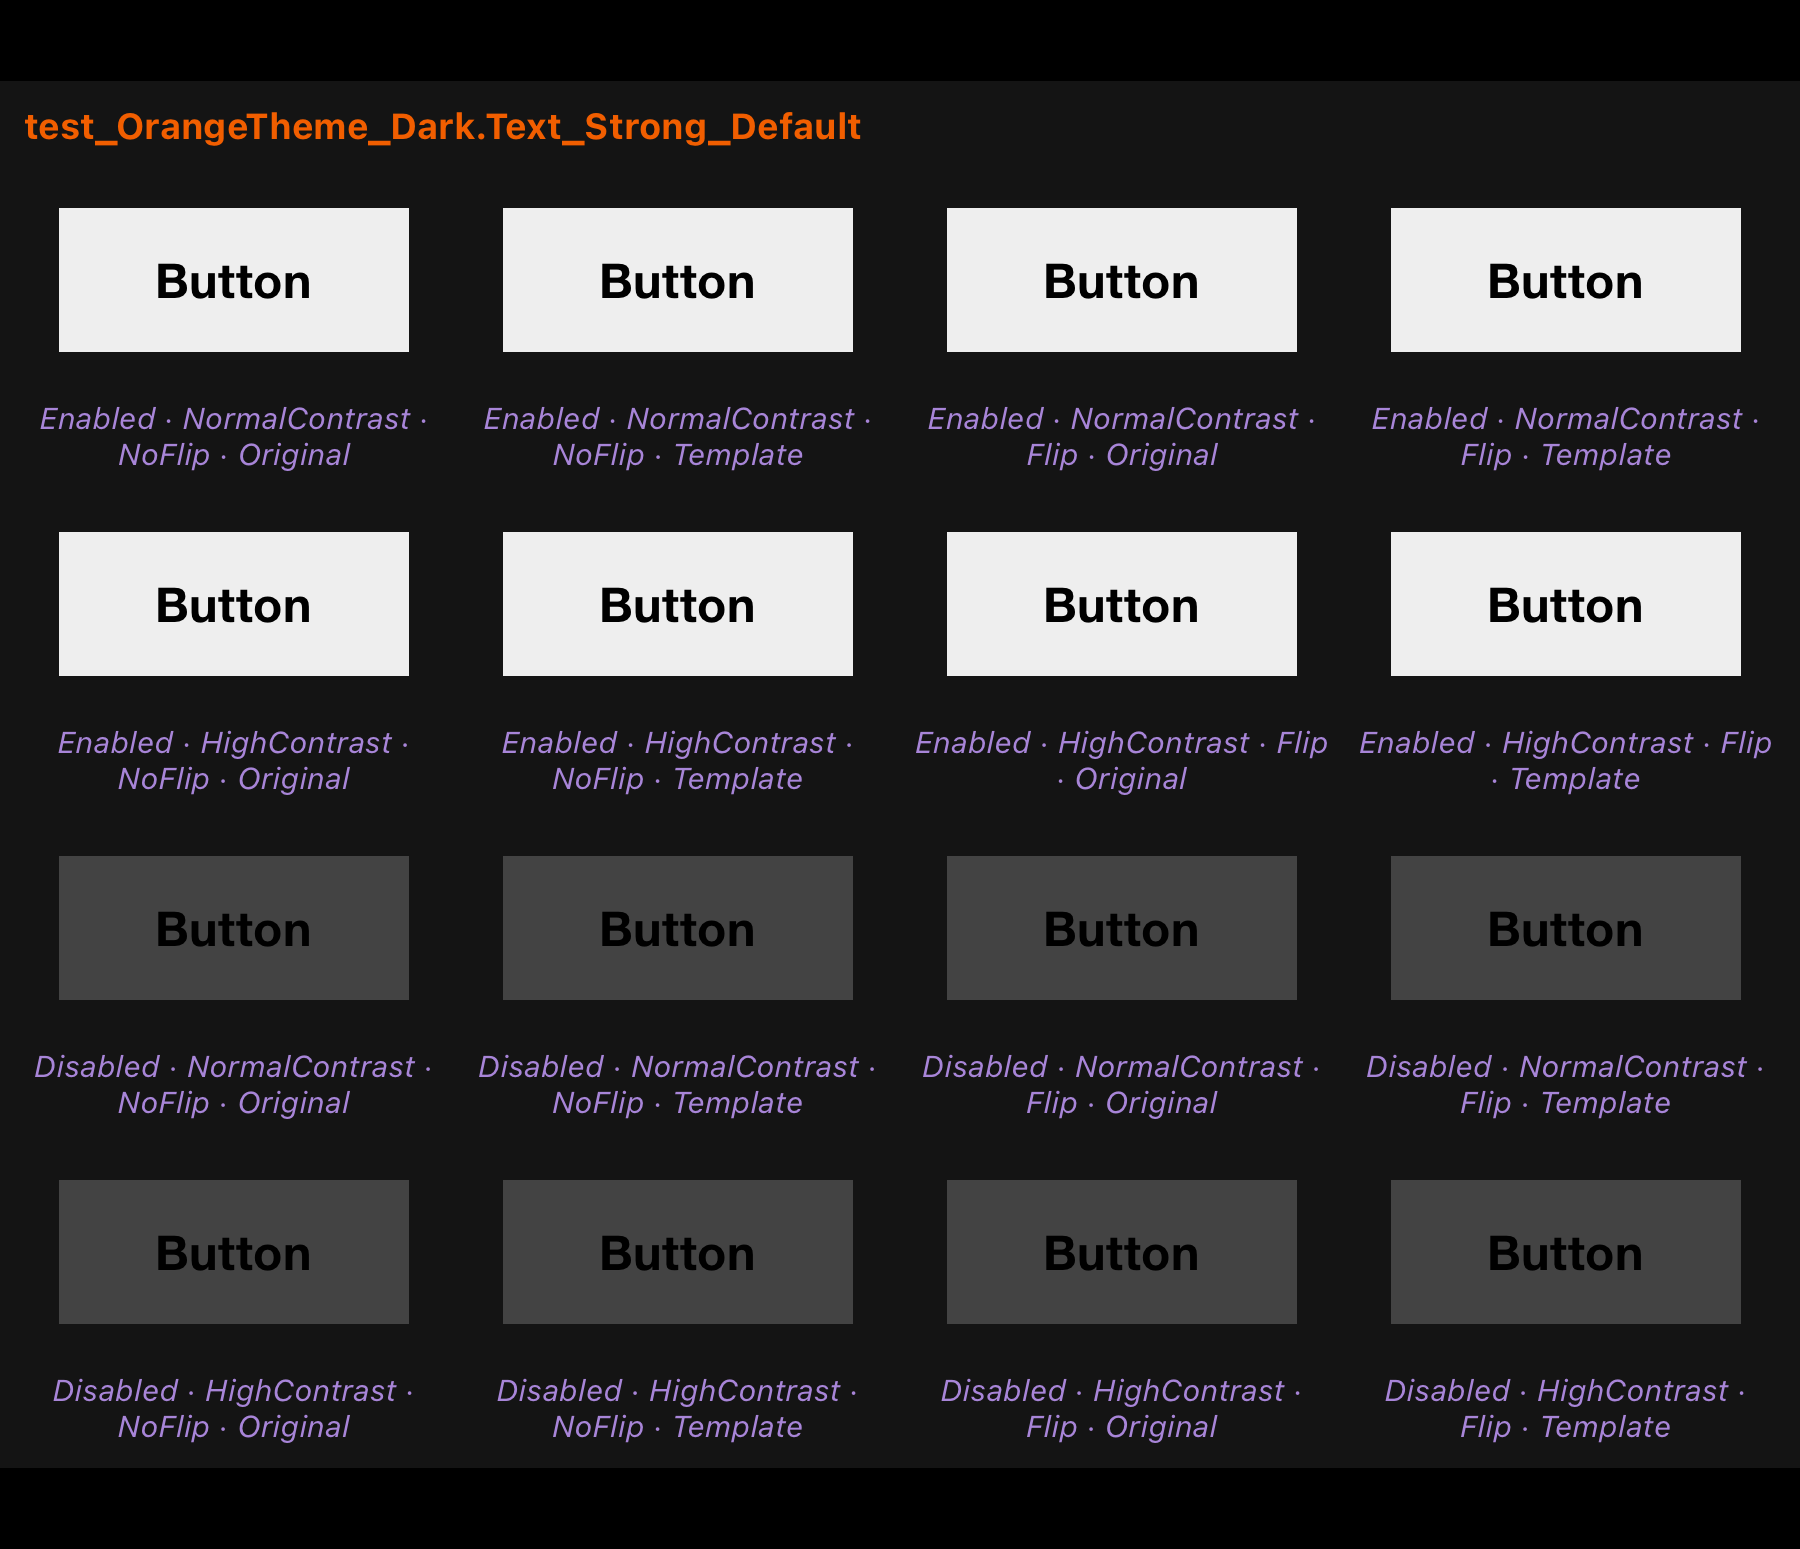 test_OrangeTheme_Dark.Text_Strong_Default
Button Button Button Button
Enabled · NormalContrast ·
NoFlip · Original
Enabled · NormalContrast ·
NoFlip · Template
Enabled · NormalContrast ·
Flip · Original
Enabled · NormalContrast ·
Flip · Template
Button Button Button Button
Enabled · HighContrast ·
NoFlip · Original
Enabled · HighContrast ·
NoFlip · Template
Enabled · HighContrast · Flip
· Original
Enabled · HighContrast · Flip
· Template
Button Button Button Button
Disabled · NormalContrast ·
NoFlip · Original
Disabled · NormalContrast ·
NoFlip · Template
Disabled · NormalContrast ·
Flip · Original
Disabled · NormalContrast ·
Flip · Template
Button Button Button Button
Disabled · HighContrast ·
NoFlip · Original
Disabled · HighContrast ·
NoFlip · Template
Disabled · HighContrast ·
Flip · Original
Disabled · HighContrast ·
Flip · Template